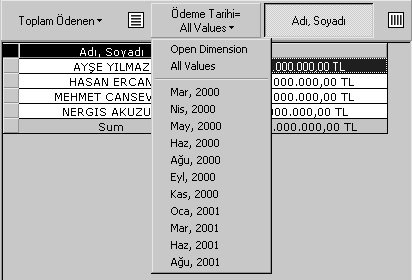 Toplam Ödenen
Ödeme Tarihi=
All Values
Adı, Soyadı
Adı, Soyadı
AYŞE YILMAZ
.000.000,00 TL
HASAN ERCAN
.000.000,00 TL
MEHMET CANSEV
.000.000,00 TL
NERGIS AKUZU
.000.000,00 TL
Sum
.000.000,00 TL
Open Dimension
All Values
Mar, 2000
Nis, 2000
May, 2000
Haz, 2000
Ağu, 2000
Eyl, 2000
Kas, 2000
Oca, 2001
Mar, 2001
Haz, 2001
Ağu, 2001